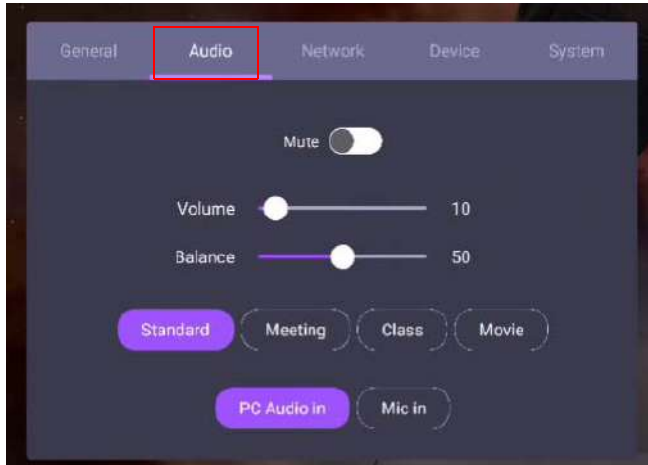 General Audio Network Device System
Mute
Volume 10
Balance 50
Standard Meeting Class Movie
PC Audio in Mic in